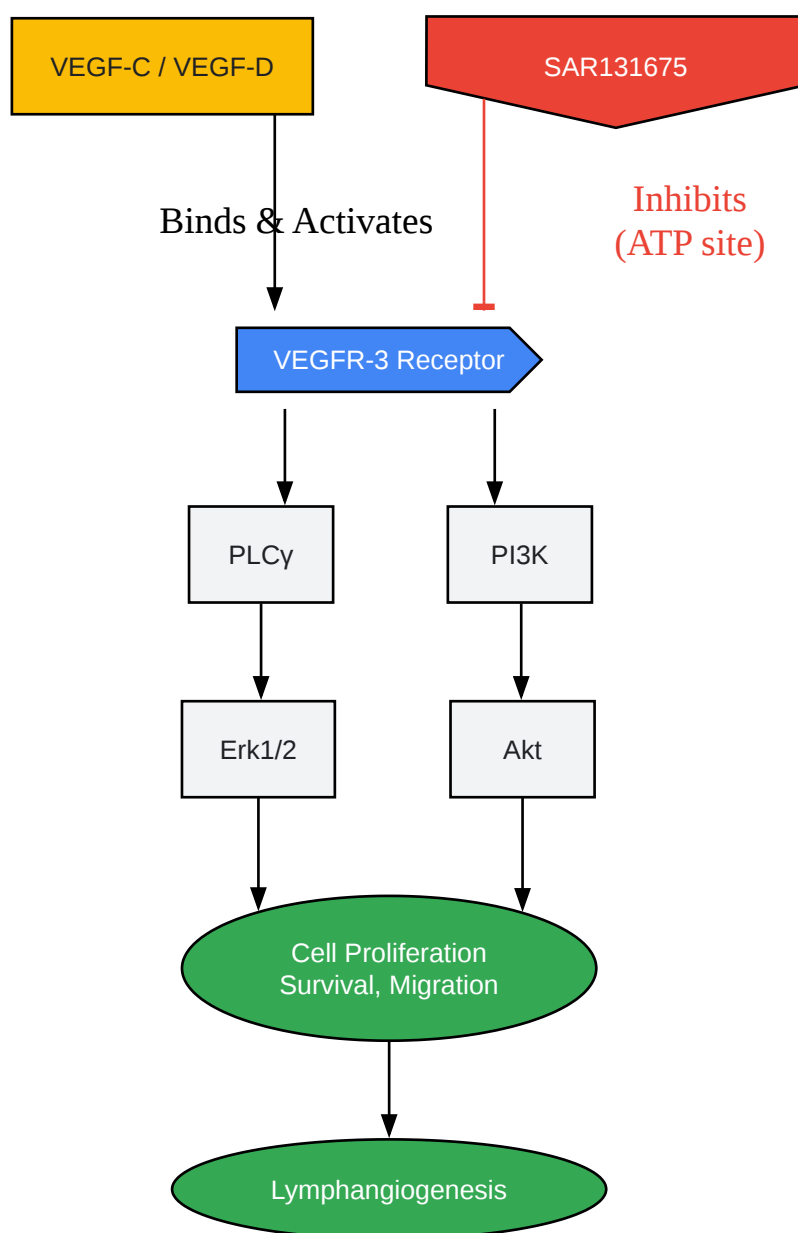 VEGF-C / VEGF-D
SAR131675
Binds & Activates
Inhibits
(ATP site)
VEGFR-3 Receptor
PLCγ
PI3K
Erk1/2
Akt
Cell Proliferation
Survival, Migration
Lymphangiogenesis